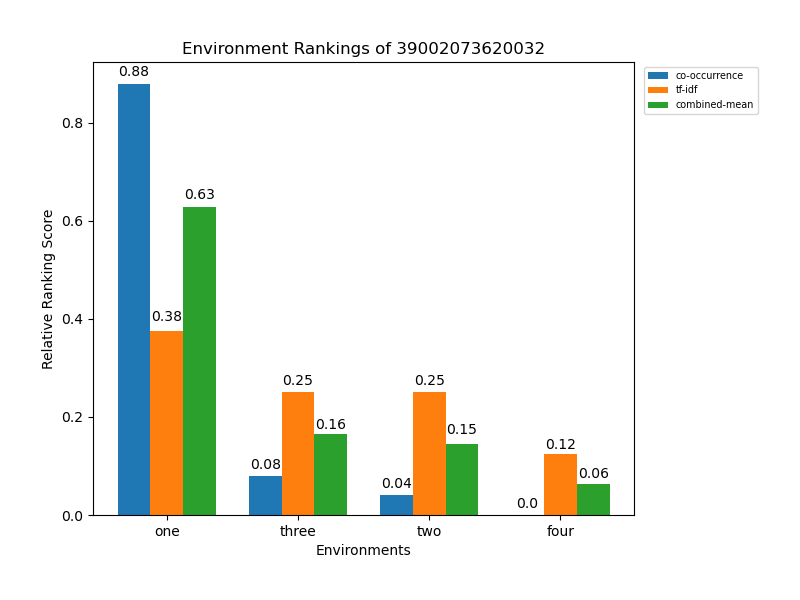 Environment Rankings of 39002073620032
co-occurrence
tf-idf
combined-mean
Relative Ranking Score
0.8
0.6
0.4
0.2
0.0
0.88
0.38
0.63
0.08
0.25
0.16
0.04
0.25
0.15
0.0
0.12
0.06
one
three
two
four
Environments